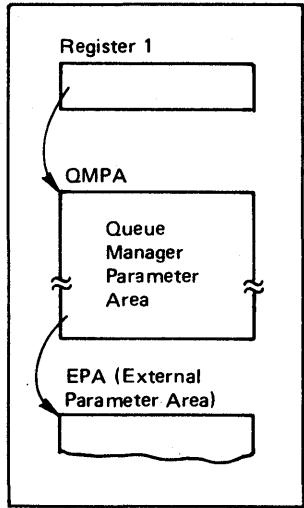 Register 1
QMPA
Queue
Manager
Parameter
Area
EPA (External
Parameter Area)